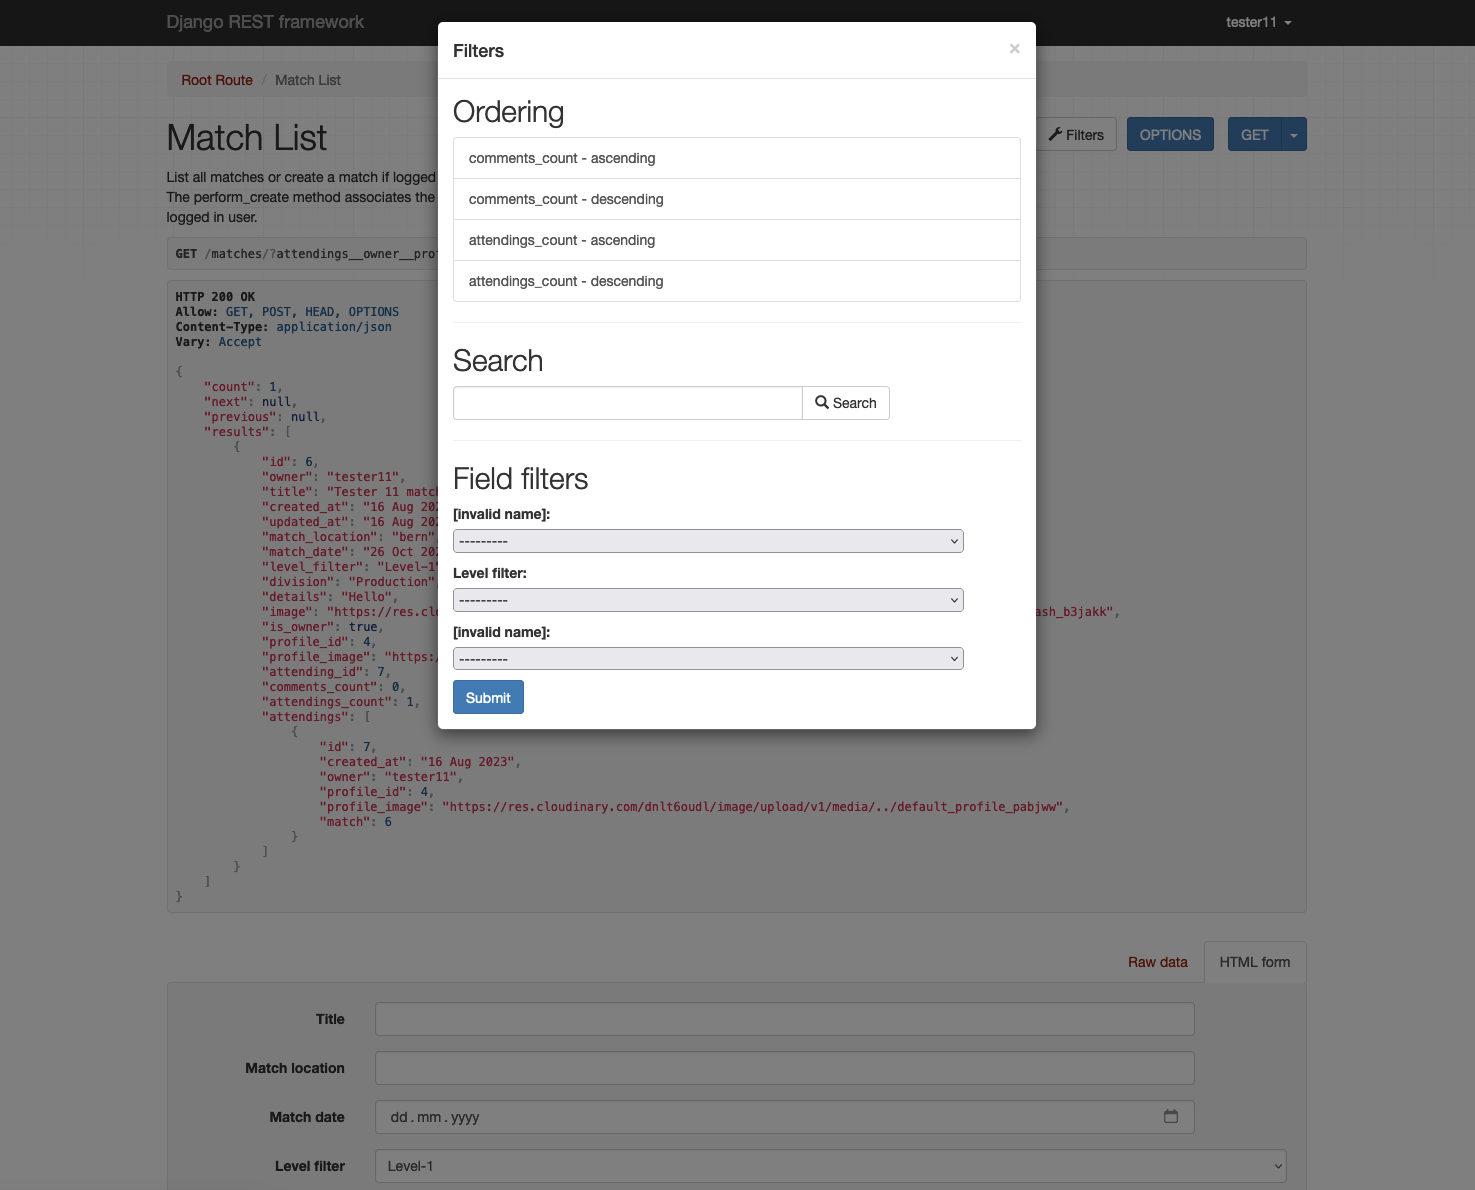 Django REST framework
tester11
Filters
×
Root Route / Match List
Ordering
Match List
Filters
OPTIONS
GET
comments_count - ascending
comments_count - descending
attendings_count - ascending
attendings_count - descending
List all matches or create a match if logged
The perform_create method associates the
logged in user.
GET /matches/?attendings__owner__
HTTP 200 OK
Allow: GET, POST, HEAD, OPTIONS
Content-Type: application/json
Vary: Accept
Search
Search
Field filters
[invalid name]:
---------
Level filter:
---------
[invalid name]:
---------
Submit
{
"count": 1,
"next": null,
"previous": null,
"results": [
{
"id": 6,
"owner": "tester11",
"title": "Tester 11 match
"created_at": "16 Aug 202
"updated_at": "16 Aug 202
"match_location": "bern"
"match_date": "26 Oct 202
"level_filter": "Level-1"
"division": "Production"
"details": "Hello",
"image": "https://res.clo ash_b3jakk",
"is_owner": true,
"profile_id": 4,
"profile_image": "https:/
"attending_id": 7,
"comments_count": 0,
"attendings_count": 1,
"attendings": [
{
"id": 7,
"created_at": "16 Aug 2023",
"owner": "tester11",
"profile_id": 4,
"profile_image": "https://res.cloudinary.com/dnlt6oudl/image/upload/v1/media/../default_profile_pabjww",
"match": 6
}
]
}
]
}
Raw data
HTML form
Title
Match location
Match date
dd.mm.yyyy
Level filter
Level-1